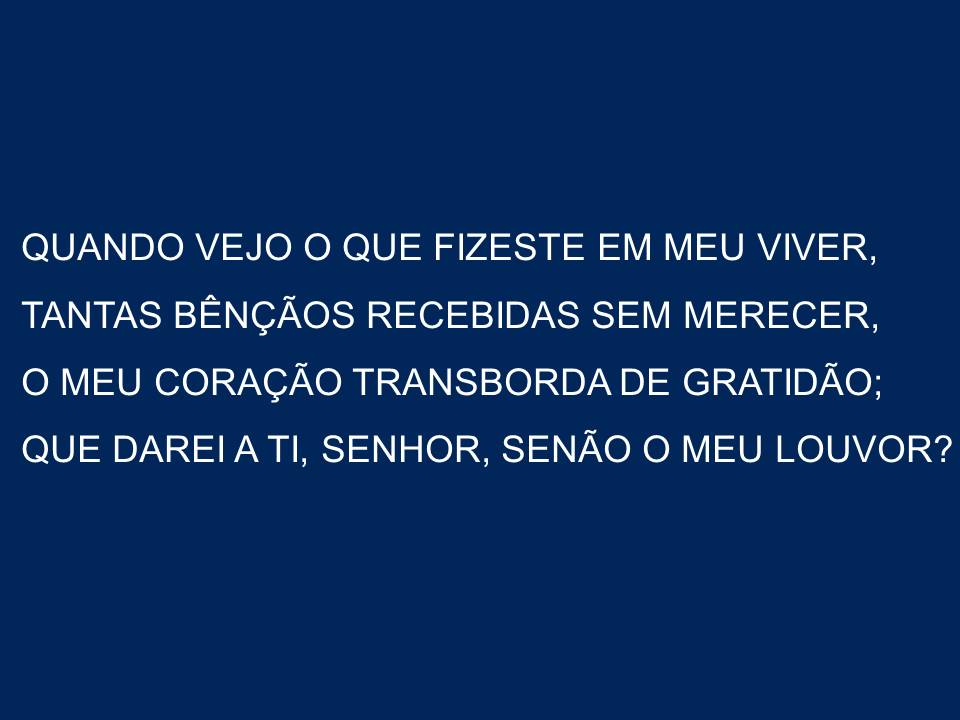 QUANDO VEJO O QUE FIZESTE EM MEU VIVER,
TANTAS BÊNÇÃOS RECEBIDAS SEM MERECER,
O MEU CORAÇÃO TRANSBORDA DE GRATIDÃO;
QUE DAREI A TI, SENHOR, SENÃO O MEU LOUVOR?